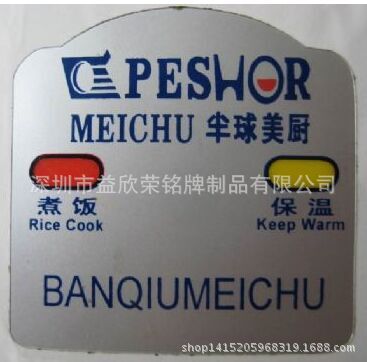 PESWOR
MEICHU 半球美厨
深圳市益欣荣铭牌制品有限公司
煮饭 保温
Rice Cook Keep Warm
BANQIUMEICHU
shop1415205968319.1688.com